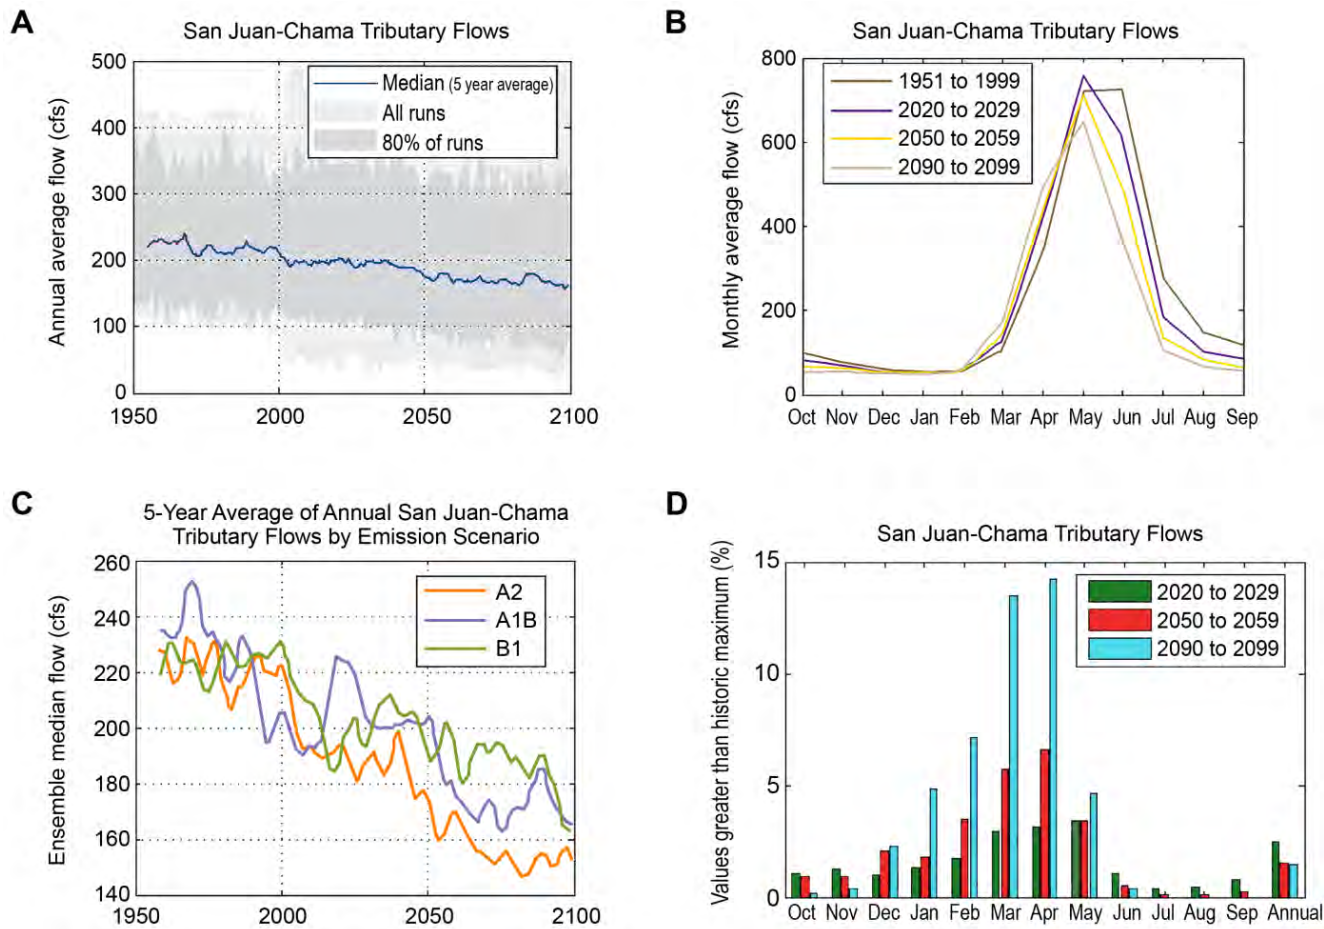 A
San Juan-Chama Tributary Flows
Annual average flow (cfs)
500
400
300
200
100
0
1950
2000
2050
2100
Median (5 year average)
All runs
80% of runs
B
San Juan-Chama Tributary Flows
Monthly average flow (cfs)
800
600
400
200
0
Oct Nov Dec Jan Feb Mar Apr May Jun Jul Aug Sep
1951 to 1999
2020 to 2029
2050 to 2059
2090 to 2099
C
5-Year Average of Annual San Juan-Chama
Tributary Flows by Emission Scenario
Ensemble median flow (cfs)
260
240
220
200
180
160
140
1950
2000
2050
2100
A2
A1B
B1
D
San Juan-Chama Tributary Flows
Values greater than historic maximum (%)
15
10
5
0
Oct Nov Dec Jan Feb Mar Apr May Jun Jul Aug Sep Annual
2020 to 2029
2050 to 2059
2090 to 2099